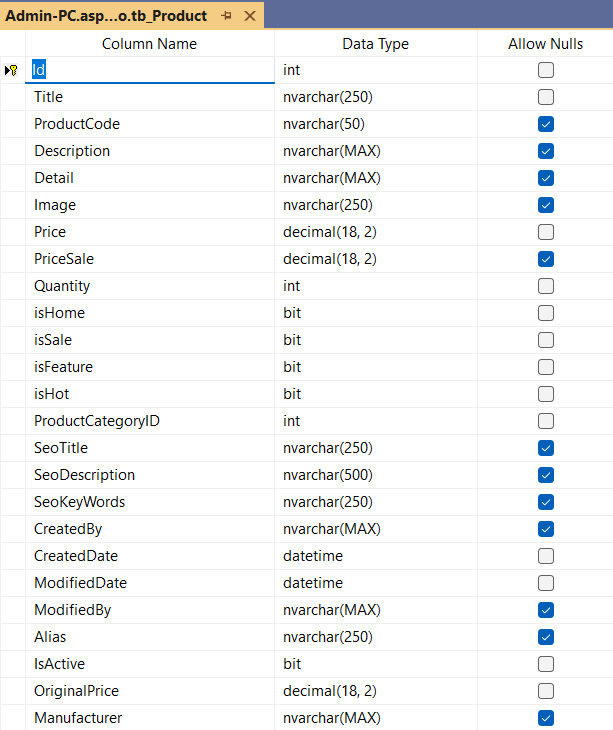 Admin-PC.asp...o.tb_Product
Column Name Data Type Allow Nulls
Id int
Title nvarchar(250)
ProductCode nvarchar(50)
Description nvarchar(MAX)
Detail nvarchar(MAX)
Image nvarchar(250)
Price decimal(18, 2)
PriceSale decimal(18, 2)
Quantity int
isHome bit
isSale bit
isFeature bit
isHot bit
ProductCategoryID int
SeoTitle nvarchar(250)
SeoDescription nvarchar(500)
SeoKeyWords nvarchar(250)
CreatedBy nvarchar(MAX)
CreatedDate datetime
ModifiedDate datetime
ModifiedBy nvarchar(MAX)
Alias nvarchar(250)
IsActive bit
OriginalPrice decimal(18, 2)
Manufacturer nvarchar(MAX)